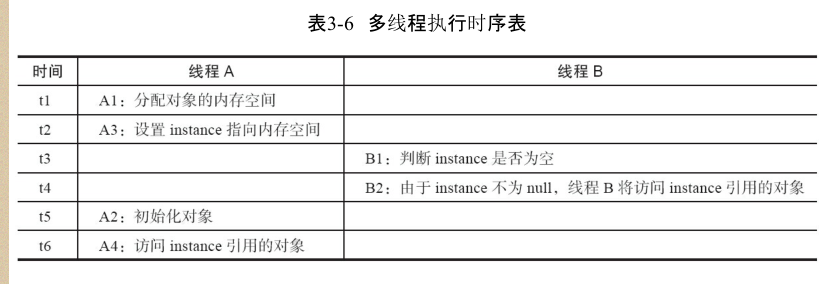 表3-6 多线程执行时序表
时间 线程 A 线程 B
t1 A1：分配对象的内存空间
t2 A3：设置 instance 指向内存空间
t3 B1：判断 instance 是否为空
t4 B2：由于 instance 不为 null，线程 B 将访问 instance 引用的对象
t5 A2：初始化对象
t6 A4：访问 instance 引用的对象